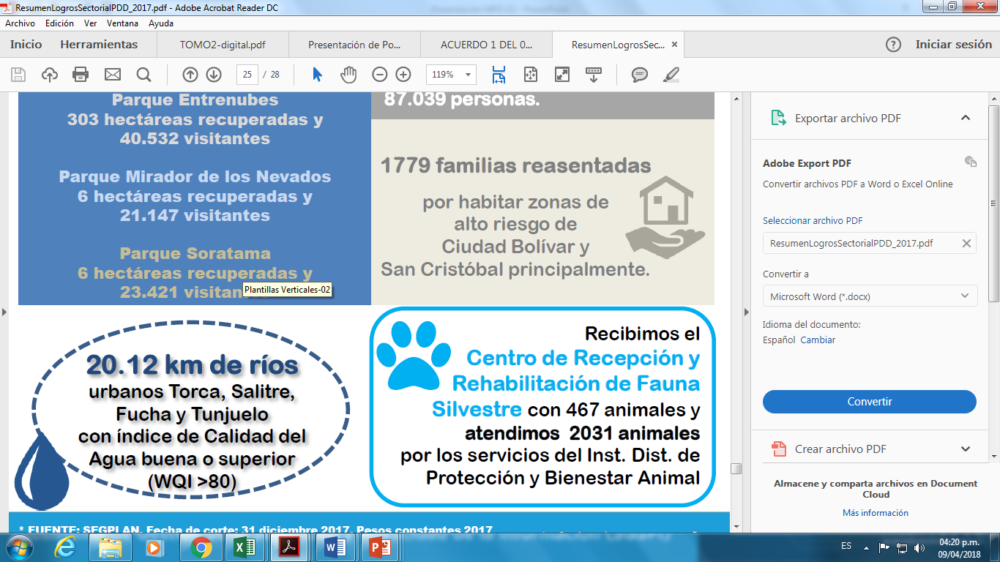 ResumenLogrosSectorialPDD_2017.pdf - Adobe Acrobat Reader DC
Archivo Edición Ver Ventana Ayuda
Inicio Herramientas TOMO2-digital.pdf Presentación de Po... ACUERDO 1 DEL 0... ResumenLogrosSec... × ? Iniciar sesión
25 / 28 119%
Parque Entrenubes
303 hectáreas recuperadas y
40.532 visitantes
Parque Mirador de los Nevados
6 hectáreas recuperadas y
21.147 visitantes
Parque Soratama
6 hectáreas recuperadas y
23.421 visitan
Plantillas Verticales-02
87.039 personas.
1779 familias reasentadas
por habitar zonas de
alto riesgo de
Ciudad Bolívar y
San Cristóbal principalmente.
20.12 km de ríos
urbanos Torca, Salitre,
Fucha y Tunjuelo
con índice de Calidad del
Agua buena o superior
(WQI >80)
Recibimos el
Centro de Recepción y
Rehabilitación de Fauna
Silvestre con 467 animales y
atendimos 2031 animales
por los servicios del Inst. Dist. de
Protección y Bienestar Animal
* FUENTE: SEGPLAN. Fecha de corte: 31 diciembre 2017. Pesos constantes 2017
Exportar archivo PDF
Adobe Export PDF
Convertir archivos PDF a Word o Excel Online
Seleccionar archivo PDF
ResumenLogrosSectorialPDD_2017.pdf
Convertir a
Microsoft Word (*.docx)
Idioma del documento:
Español Cambiar
Convertir
Crear archivo PDF
Almacene y comparta archivos en Document
Cloud
Más información
ES
04:20 p.m.
09/04/2018